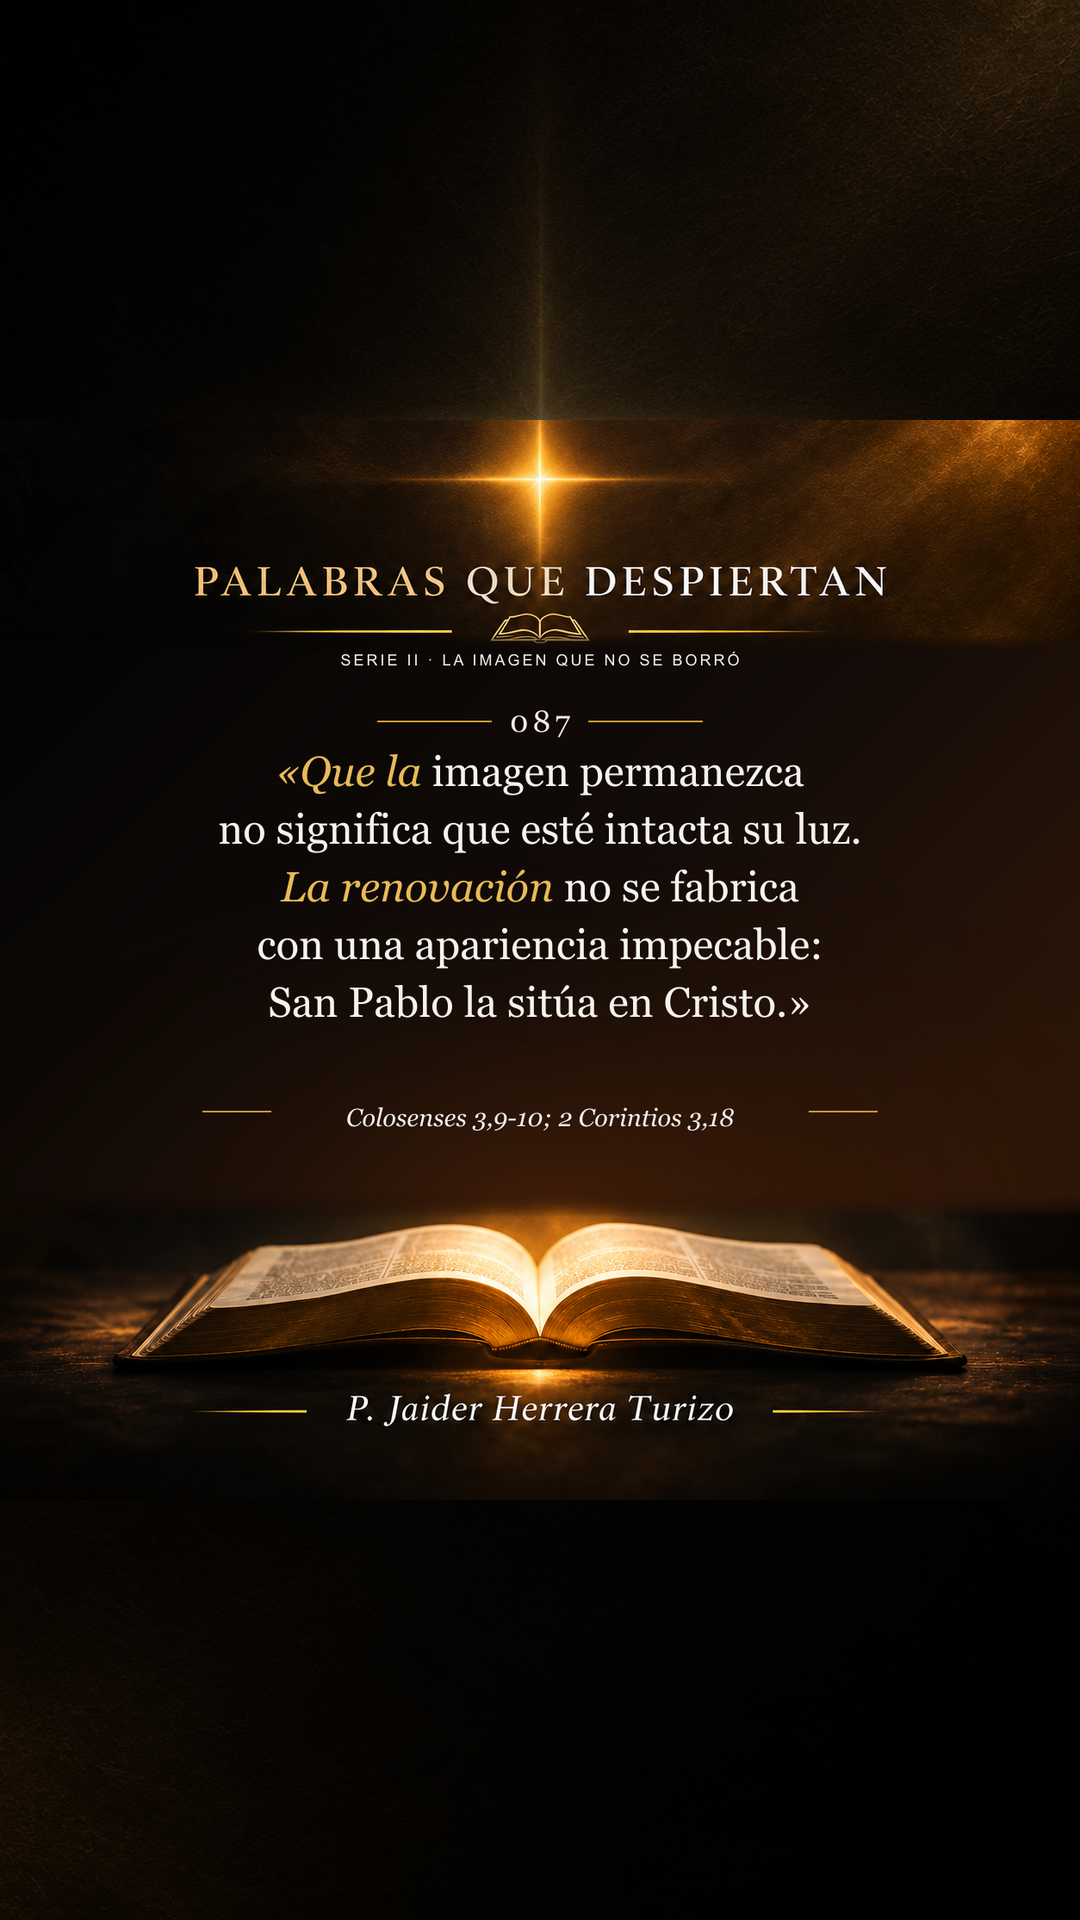 PALABRAS QUE DESPIERTAN
SERIE II · LA IMAGEN QUE NO SE BORRÓ
087
«Que la imagen permanezca
no significa que esté intacta su luz.
La renovación no se fabrica
con una apariencia impecable:
San Pablo la sitúa en Cristo.»
Colosenses 3,9-10; 2 Corintios 3,18
P. Jaider Herrera Turizo